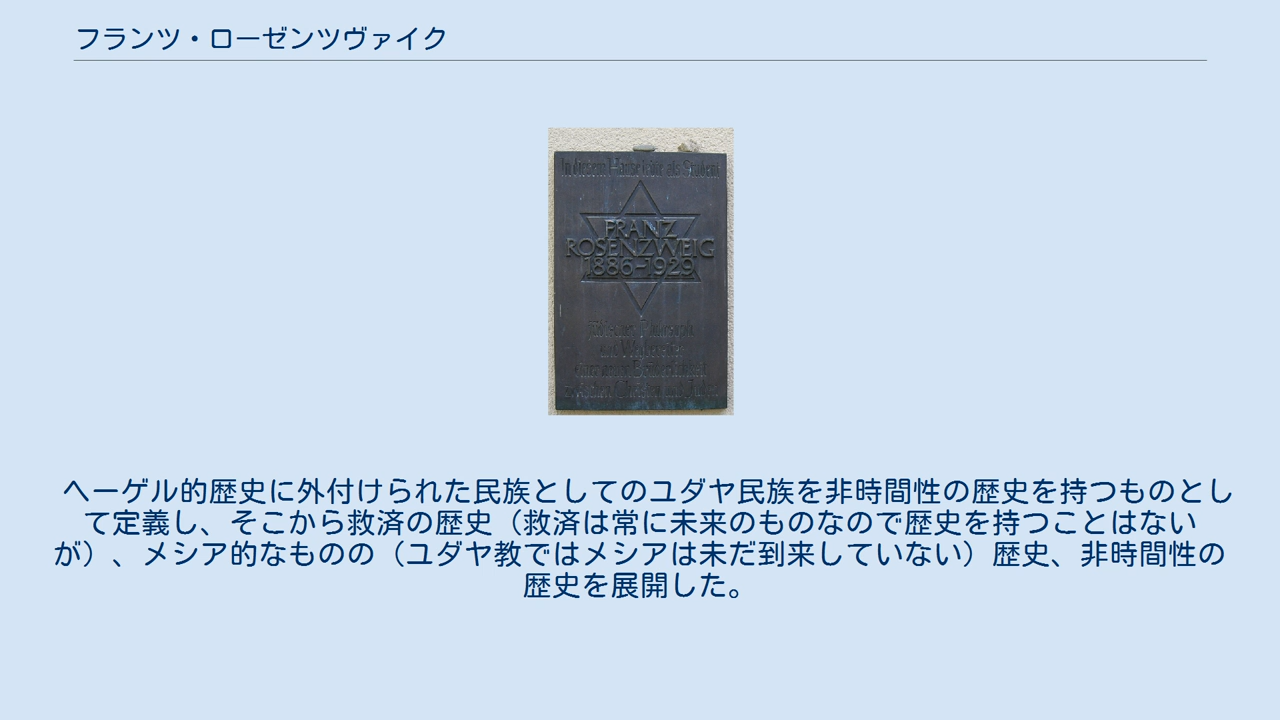 フランツ・ローゼンツヴァイク
In diesem Hause lebte als Student
FRANZ
ROSENZWEIG
1886-1929
ヘーゲル的歴史に外付けられた民族としてのユダヤ民族を非時間性の歴史を持つものとし
て定義し、そこから救済の歴史（救済は常に未来のものなので歴史を持つことはない
が）、メシア的なものの（ユダヤ教ではメシアは未だ到来していない）歴史、非時間性の
歴史を展開した。